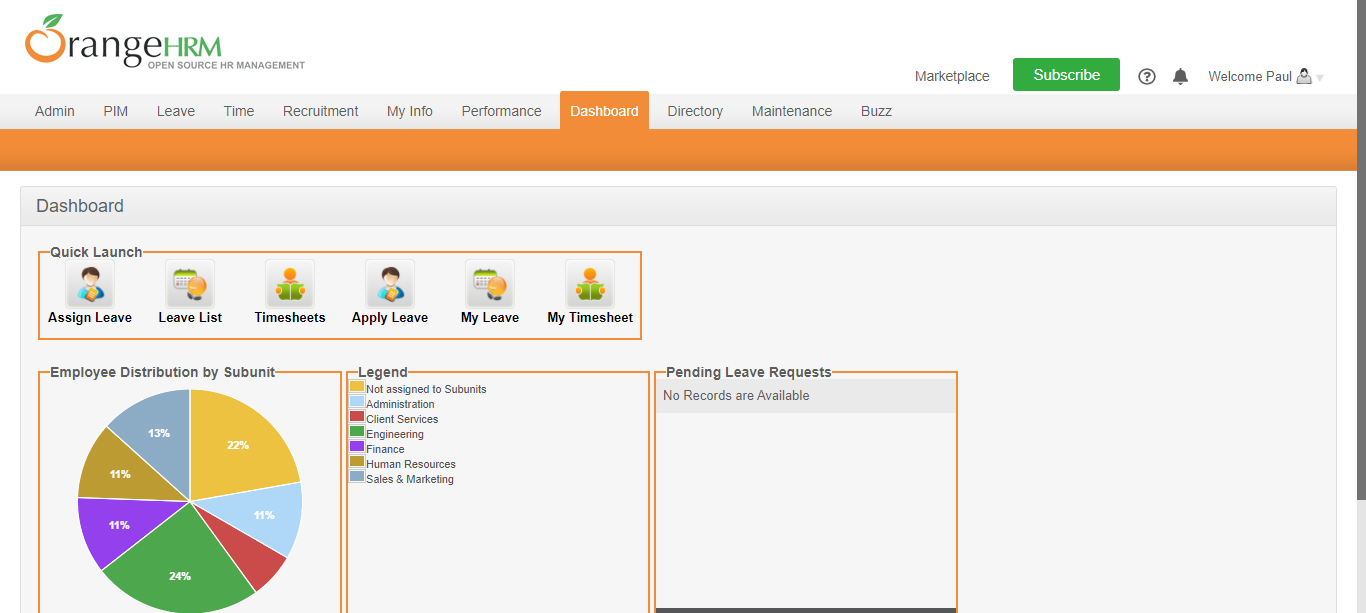 OrangeHRM
OPEN SOURCE HR MANAGEMENT
Marketplace Subscribe Welcome Paul
Admin PIM Leave Time Recruitment My Info Performance Dashboard Directory Maintenance Buzz
Dashboard
Quick Launch
Assign Leave Leave List Timesheets Apply Leave My Leave My Timesheet
Employee Distribution by Subunit
13%
22%
11%
11%
11%
24%
Legend
Not assigned to Subunits
Administration
Client Services
Engineering
Finance
Human Resources
Sales & Marketing
Pending Leave Requests
No Records are Available